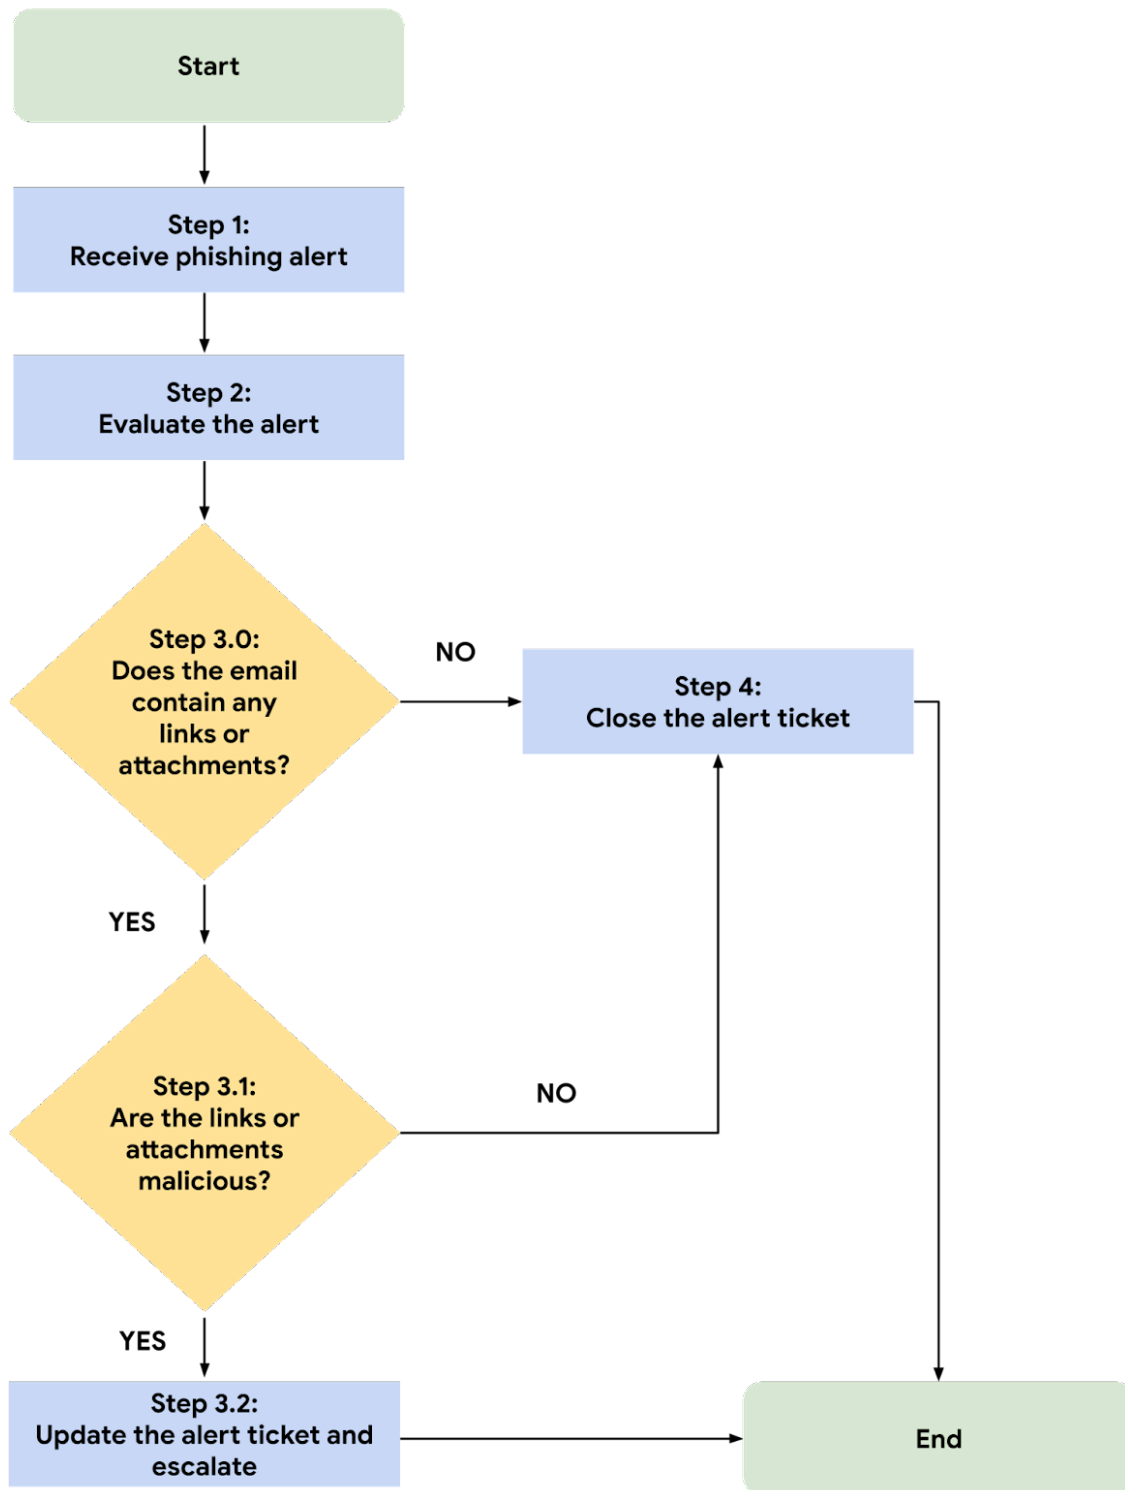 Start
Step 1:
Receive phishing alert
Step 2:
Evaluate the alert
Step 3.0:
Does the email
contain any
links or
attachments?
NO
Step 4:
Close the alert ticket
YES
Step 3.1:
Are the links or
attachments
malicious?
NO
YES
Step 3.2:
Update the alert ticket and
escalate
End